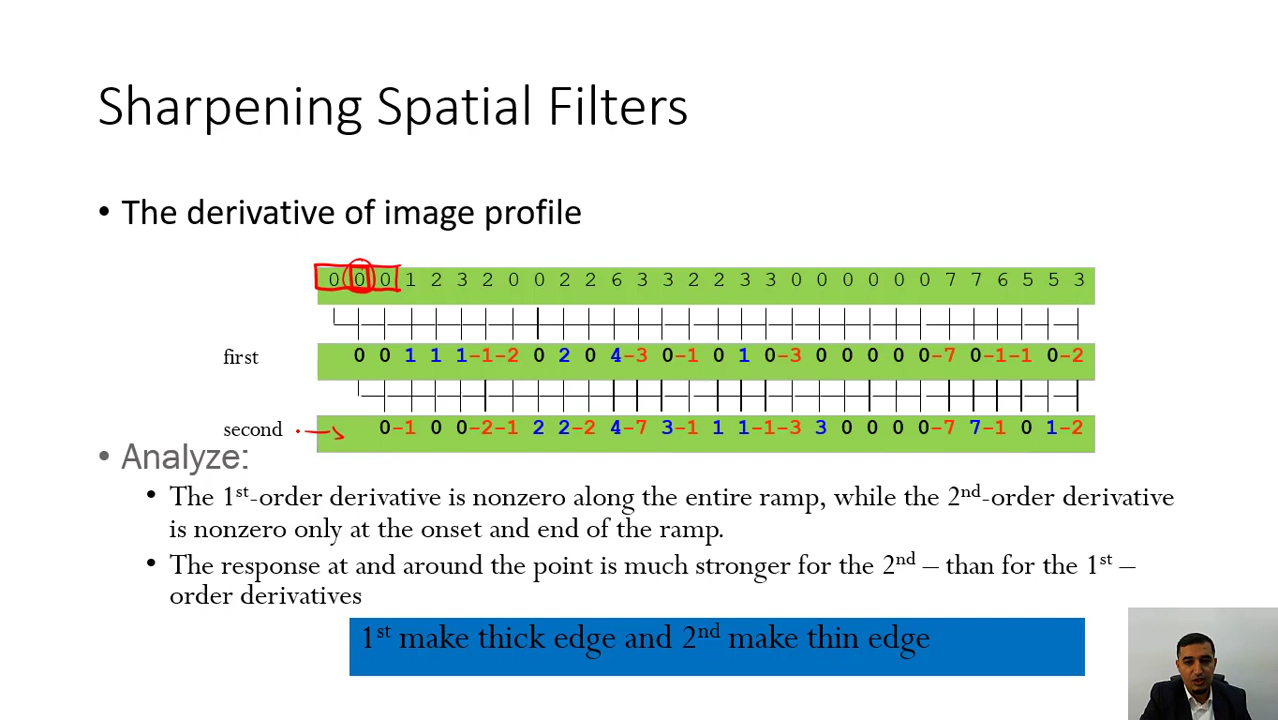 Sharpening Spatial Filters
• The derivative of image profile
0 0 0 1 2 3 2 0 0 2 2 6 3 3 2 2 3 3 0 0 0 0 0 0 7 7 6 5 5 3
first 0 0 1 1 1-1-2 0 2 0 4-3 0-1 0 1 0-3 0 0 0 0 0-7 0-1-1 0-2
second 0-1 0 0-2-1 2 2-2 4-7 3-1 1 1-1-3 3 0 0 0 0-7 7-1 0 1-2
• Analyze:
• The 1st-order derivative is nonzero along the entire ramp, while the 2nd-order derivative
is nonzero only at the onset and end of the ramp.
• The response at and around the point is much stronger for the 2nd – than for the 1st –
order derivatives
1st make thick edge and 2nd make thin edge